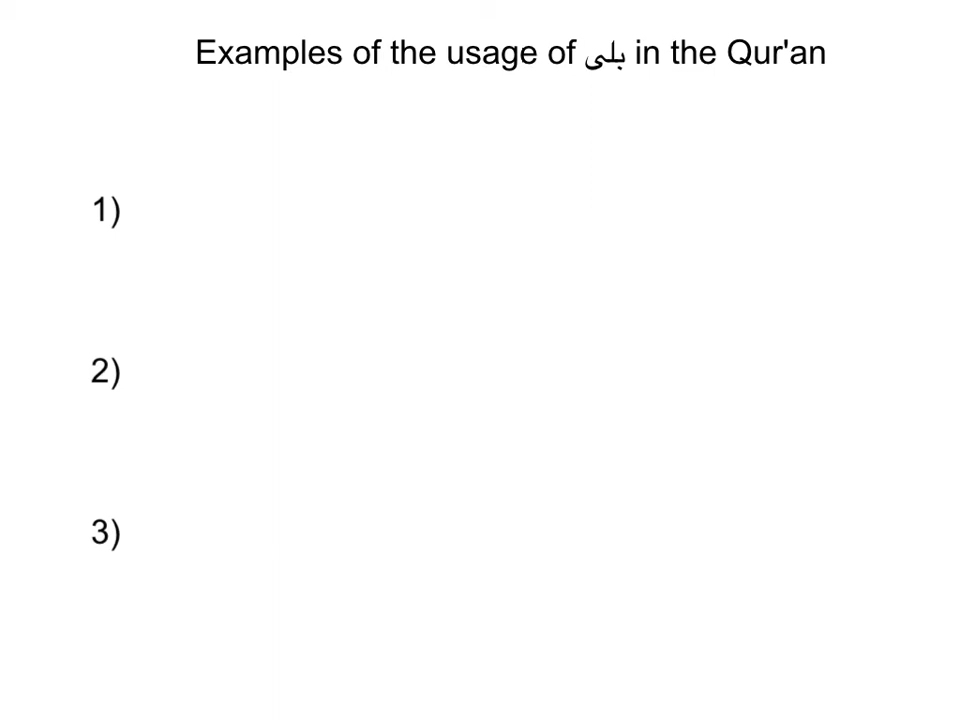 Examples of the usage of بلى in the Qur'an
1)
2)
3)